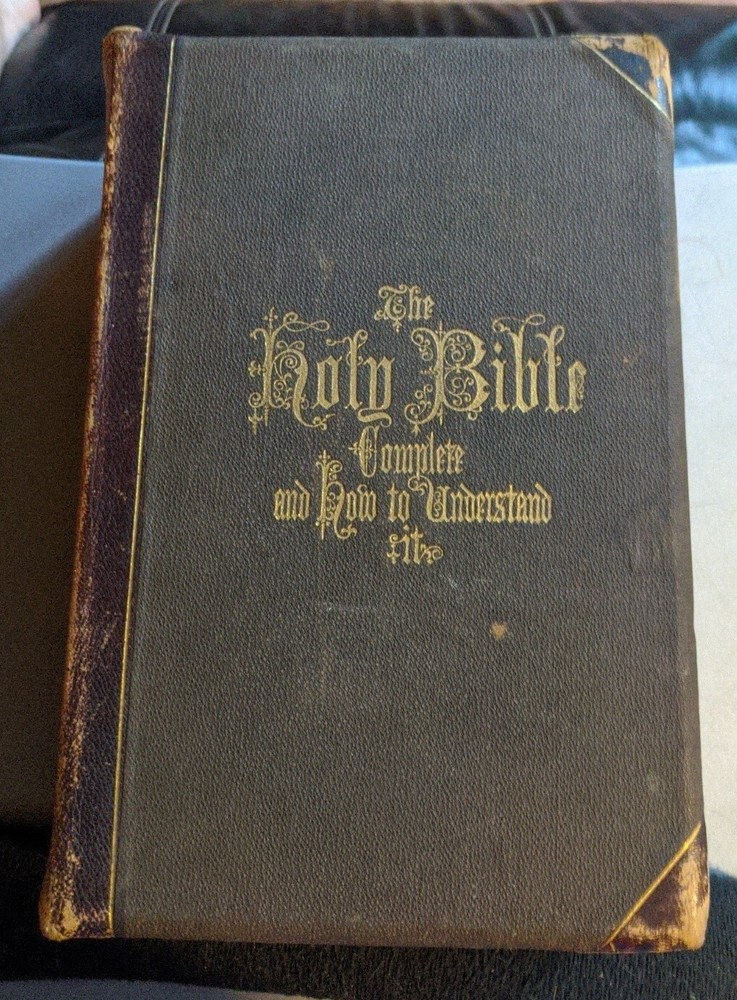 The
Holy Bible
Complete
and How to Understand
it